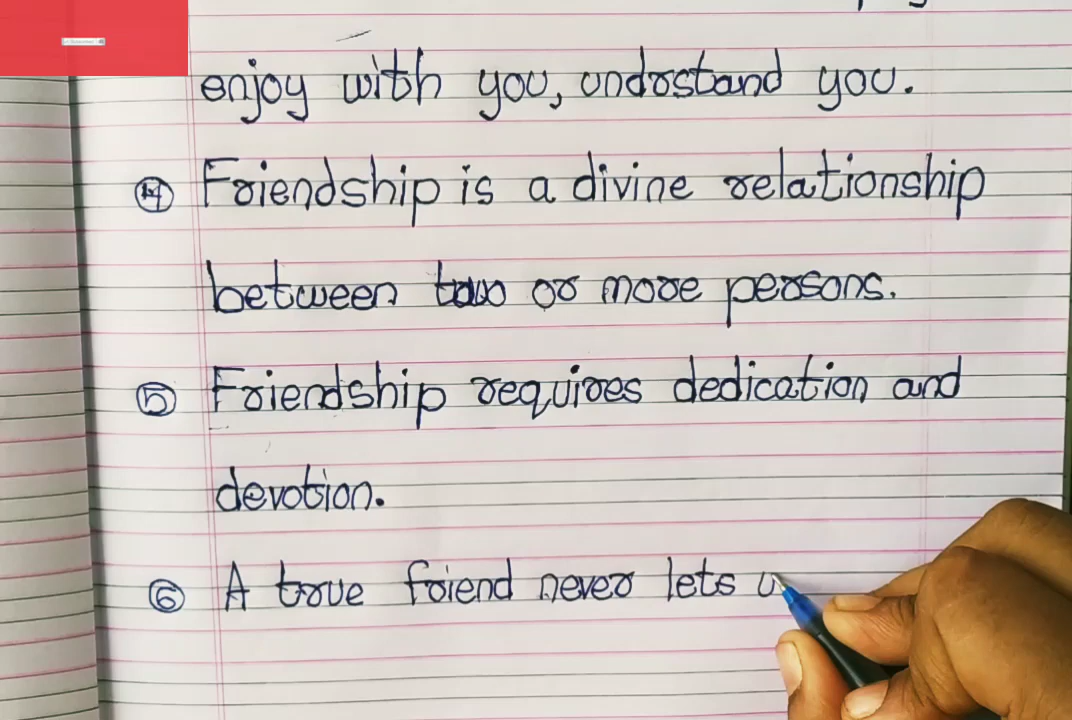 enjoy with you, undrstand you.
④ Friendship is a divine relationship
between two or more persons.
⑤ Friendship requires dedication and
devotion.
⑥ A true friend never lets u